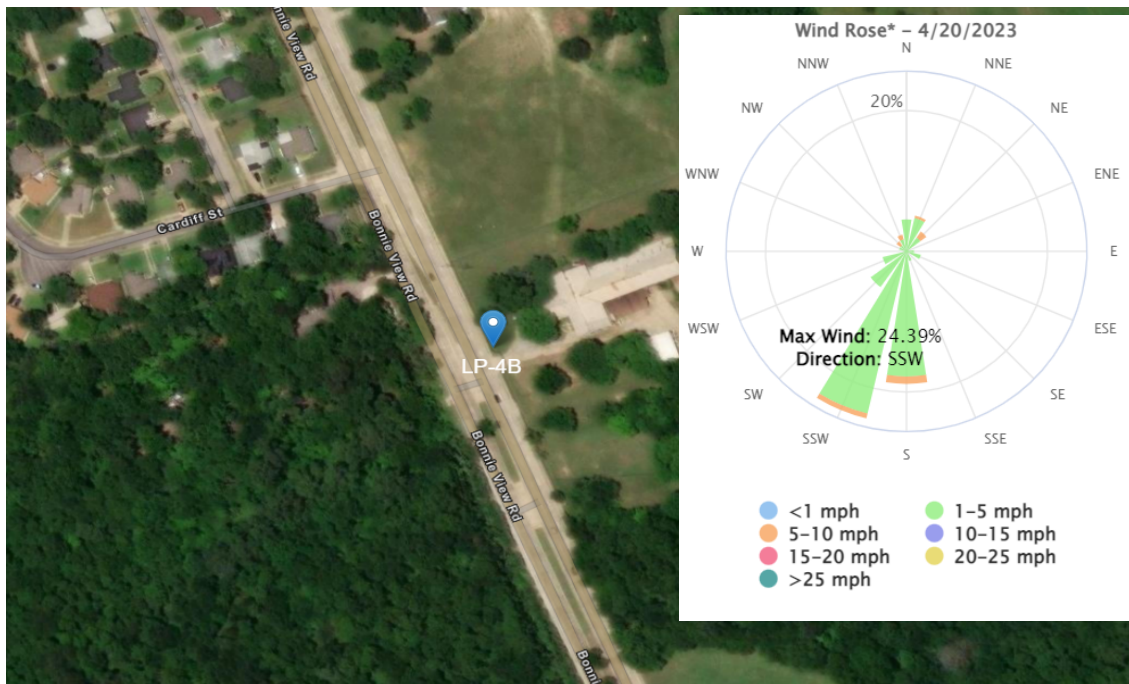 Bonnie View Rd
Cardiff St
Bonnie View Rd
LP-4B
Bonnie View Rd
Bonni
Wind Rose* – 4/20/2023
N
NNW
NNE
NW
20%
NE
WNW
ENE
W
E
WSW
Max Wind: 24.39%
ESE
Direction: SSW
SW
SE
SSW
SSE
S
<1 mph
1–5 mph
5–10 mph
10–15 mph
15–20 mph
20–25 mph
>25 mph